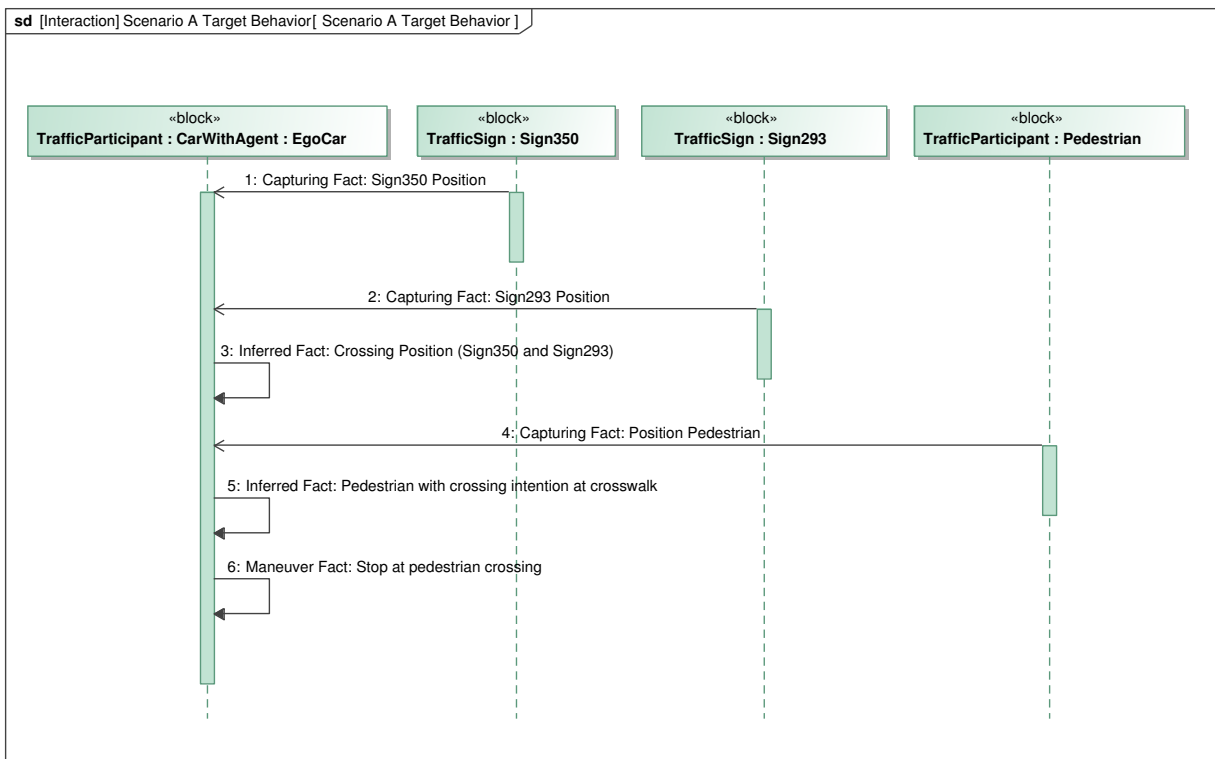 sd [Interaction] Scenario A Target Behavior[ Scenario A Target Behavior ]
«block»
TrafficParticipant : CarWithAgent : EgoCar
«block»
TrafficSign : Sign350
«block»
TrafficSign : Sign293
«block»
TrafficParticipant : Pedestrian
1: Capturing Fact: Sign350 Position
2: Capturing Fact: Sign293 Position
3: Inferred Fact: Crossing Position (Sign350 and Sign293)
4: Capturing Fact: Position Pedestrian
5: Inferred Fact: Pedestrian with crossing intention at crosswalk
6: Maneuver Fact: Stop at pedestrian crossing